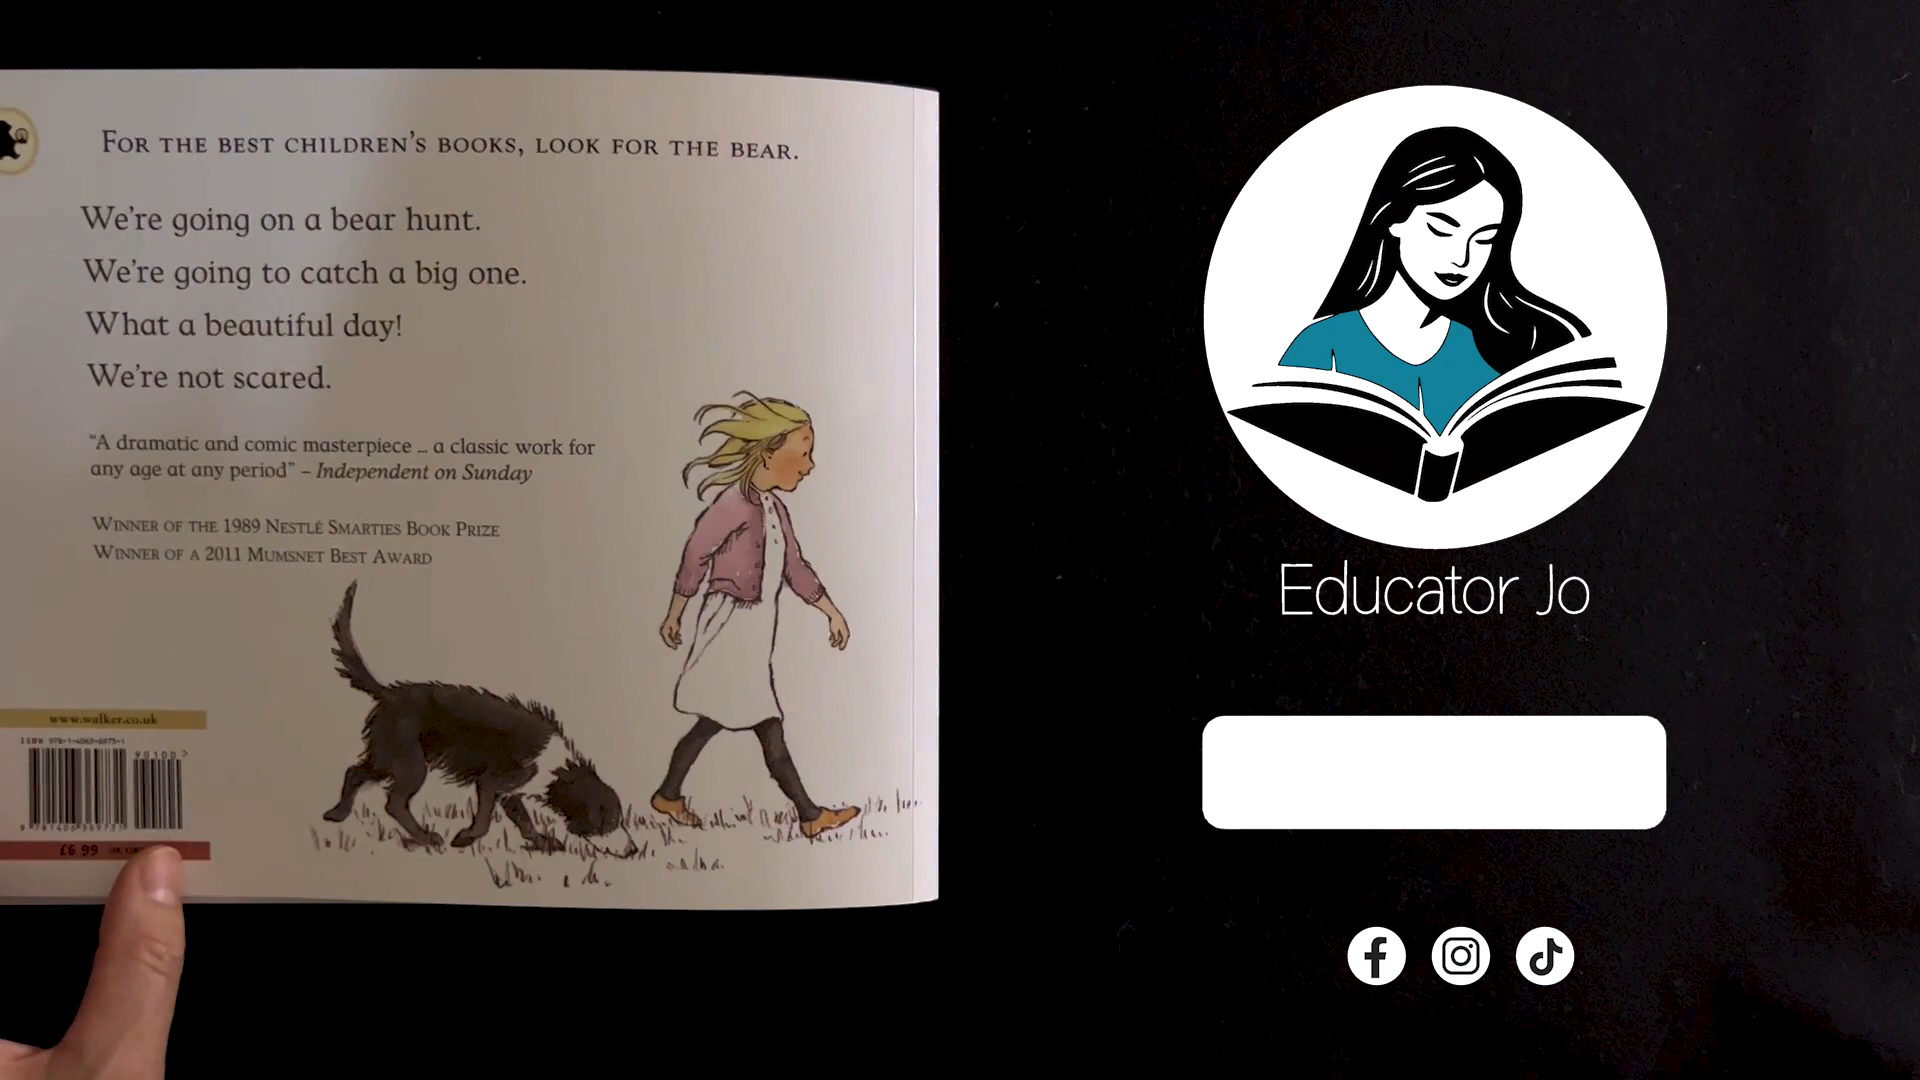 FOR THE BEST CHILDREN'S BOOKS, LOOK FOR THE BEAR.
We're going on a bear hunt.
We're going to catch a big one.
What a beautiful day!
We're not scared.
"A dramatic and comic masterpiece ... a classic work for
any age at any period" – Independent on Sunday
WINNER OF THE 1989 NESTLÉ SMARTIES BOOK PRIZE
WINNER OF A 2011 MUMSNET BEST AWARD
www.walker.co.uk
ISBN
90100>
£6.99
Educator Jo